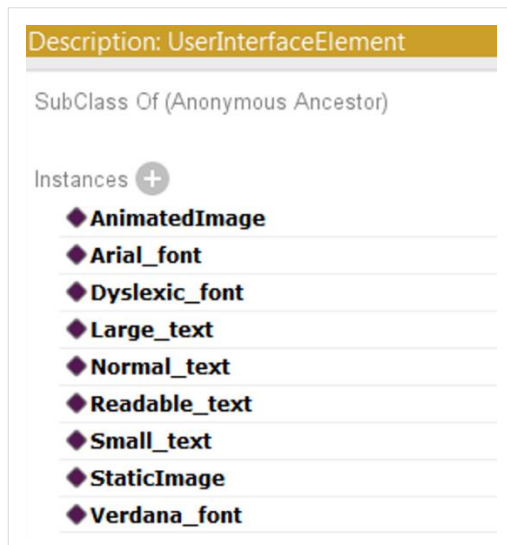 Description: UserInterfaceElement
SubClass Of (Anonymous Ancestor)
Instances
AnimatedImage
Arial_font
Dyslexic_font
Large_text
Normal_text
Readable_text
Small_text
StaticImage
Verdana_font